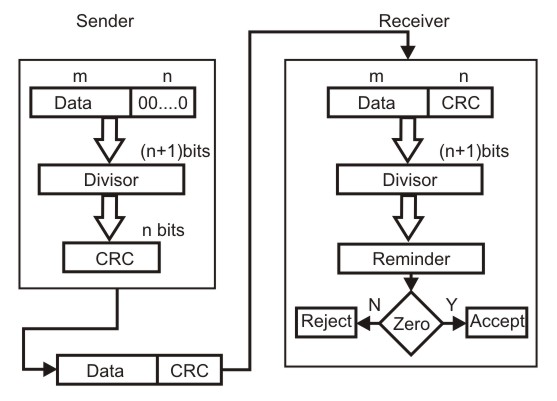 Sender
m n
Data 00....0
(n+1)bits
Divisor
n bits
CRC
Data CRC
Receiver
m n
Data CRC
(n+1)bits
Divisor
Reminder
N Y
Reject Zero Accept